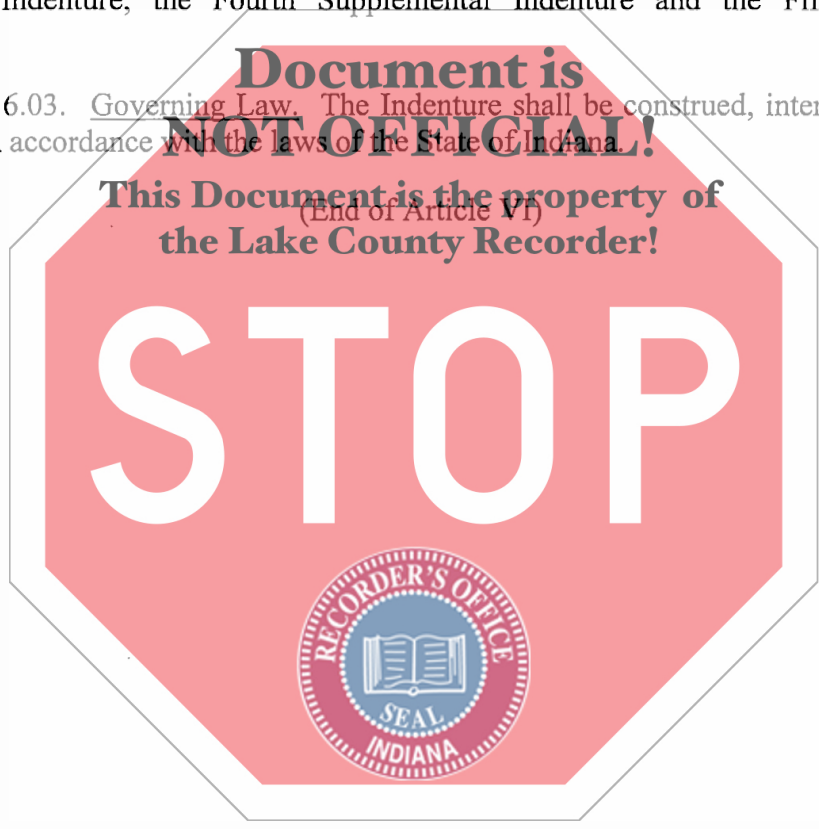 Indenture, the Fourth Supplemental Indenture and the
Document is
6.03. Governing Law. The Indenture shall be construed,
NOT OFFICIAL!
accordance with the laws of the State of Indiana.
This Document is the property of
(End of Article VI)
the Lake County Recorder!
STOP
RECORDER'S OFFICE
SEAL
INDIANA